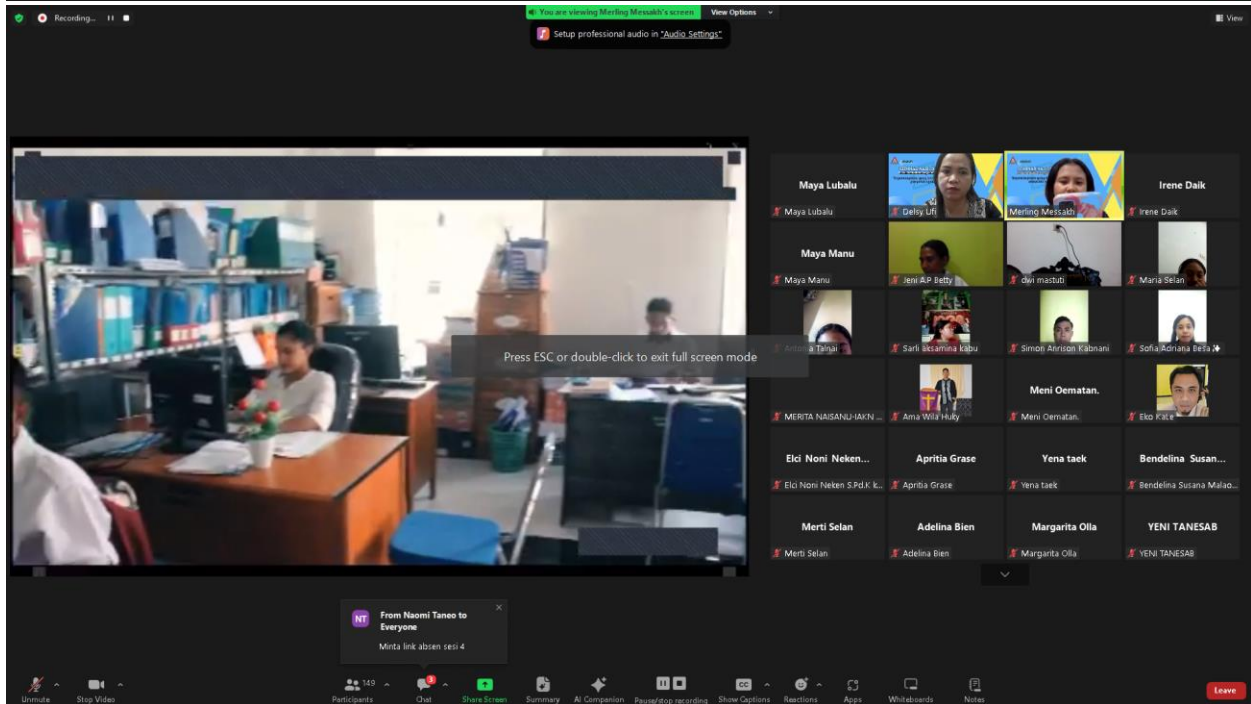 Recording...
You are viewing Merling Messakh's screen
View Options
View
Setup professional audio in "Audio Settings"
Press ESC or double-click to exit full screen mode
Maya Lubalu
Irene Daik
Maya Lubalu
Delsy Ufi
Merling Messakh
Irene Daik
Maya Manu
Maya Manu
Jeni A.P Betty
dwi mastuti
Maria Selan
Sarli aksamina kabu
Simon Anrison Kabnani
Sofia Adriana Besa
Meni Oematan.
MERITA NAISANU-IAKN ...
Ama Wila Huky
Meni Oematan.
Eko Kate
Elci Noni Neken...
Apritia Grase
Yena taek
Bendelina Susan...
Elci Noni Neken S.Pd.K k...
Apritia Grase
Yena taek
Bendelina Susana Malao...
Merti Selan
Adelina Bien
Margarita Olla
YENI TANESAB
Merti Selan
Adelina Bien
Margarita Olla
YENI TANESAB
NT
From Naomi Taneo to
Everyone
Minta link absen sesi 4
149
3
CC
Unmute
Stop Video
Participants
Chat
Share Screen
Summary
AI Companion
Pause/stop recording
Show Captions
Reactions
Apps
Whiteboards
Notes
Leave